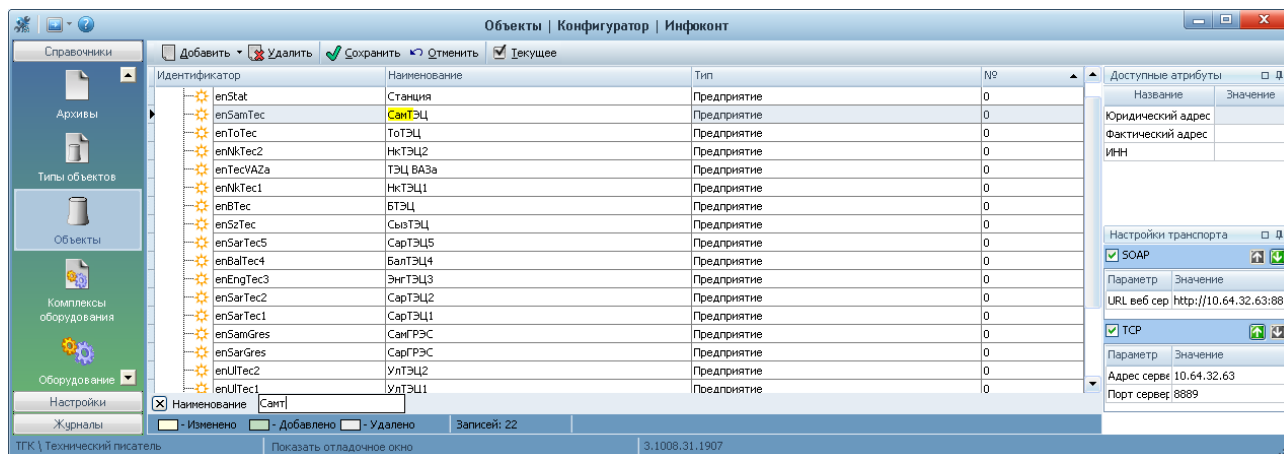 Объекты | Конфигуратор | Инфоконт
Справочники
Добавить Удалить Сохранить Отменить Текущее
Архивы
Типы объектов
Объекты
Комплексы оборудования
Оборудование
Настройки
Журналы
Идентификатор Наименование Тип Nº
enStat Станция Предприятие 0
enSamTec СамТЭЦ Предприятие 0
enToTec ТоТЭЦ Предприятие 0
enNkTec2 НкТЭЦ2 Предприятие 0
enTecVAZa ТЭЦ ВАЗа Предприятие 0
enNkTec1 НкТЭЦ1 Предприятие 0
enBTec БТЭЦ Предприятие 0
enSzTec СызТЭЦ Предприятие 0
enSarTec5 СарТЭЦ5 Предприятие 0
enBalTec4 БалТЭЦ4 Предприятие 0
enEngTec3 ЭнгТЭЦ3 Предприятие 0
enSarTec2 СарТЭЦ2 Предприятие 0
enSarTec1 СарТЭЦ1 Предприятие 0
enSamGres СамГРЭС Предприятие 0
enSarGres СарГРЭС Предприятие 0
enUlTec2 УлТЭЦ2 Предприятие 0
enUlTec1 УлТЭЦ1 Предприятие 0
Наименование Самт
- Изменено - Добавлено - Удалено Записей: 22
Доступные атрибуты
Название Значение
Юридический адрес
Фактический адрес
ИНН
Настройки транспорта
SOAP
Параметр Значение
URL веб сер http://10.64.32.63:88
TCP
Параметр Значение
Адрес серве 10.64.32.63
Порт сервер 8889
ТГК \ Технический писатель Показать отладочное окно 3.1008.31.1907